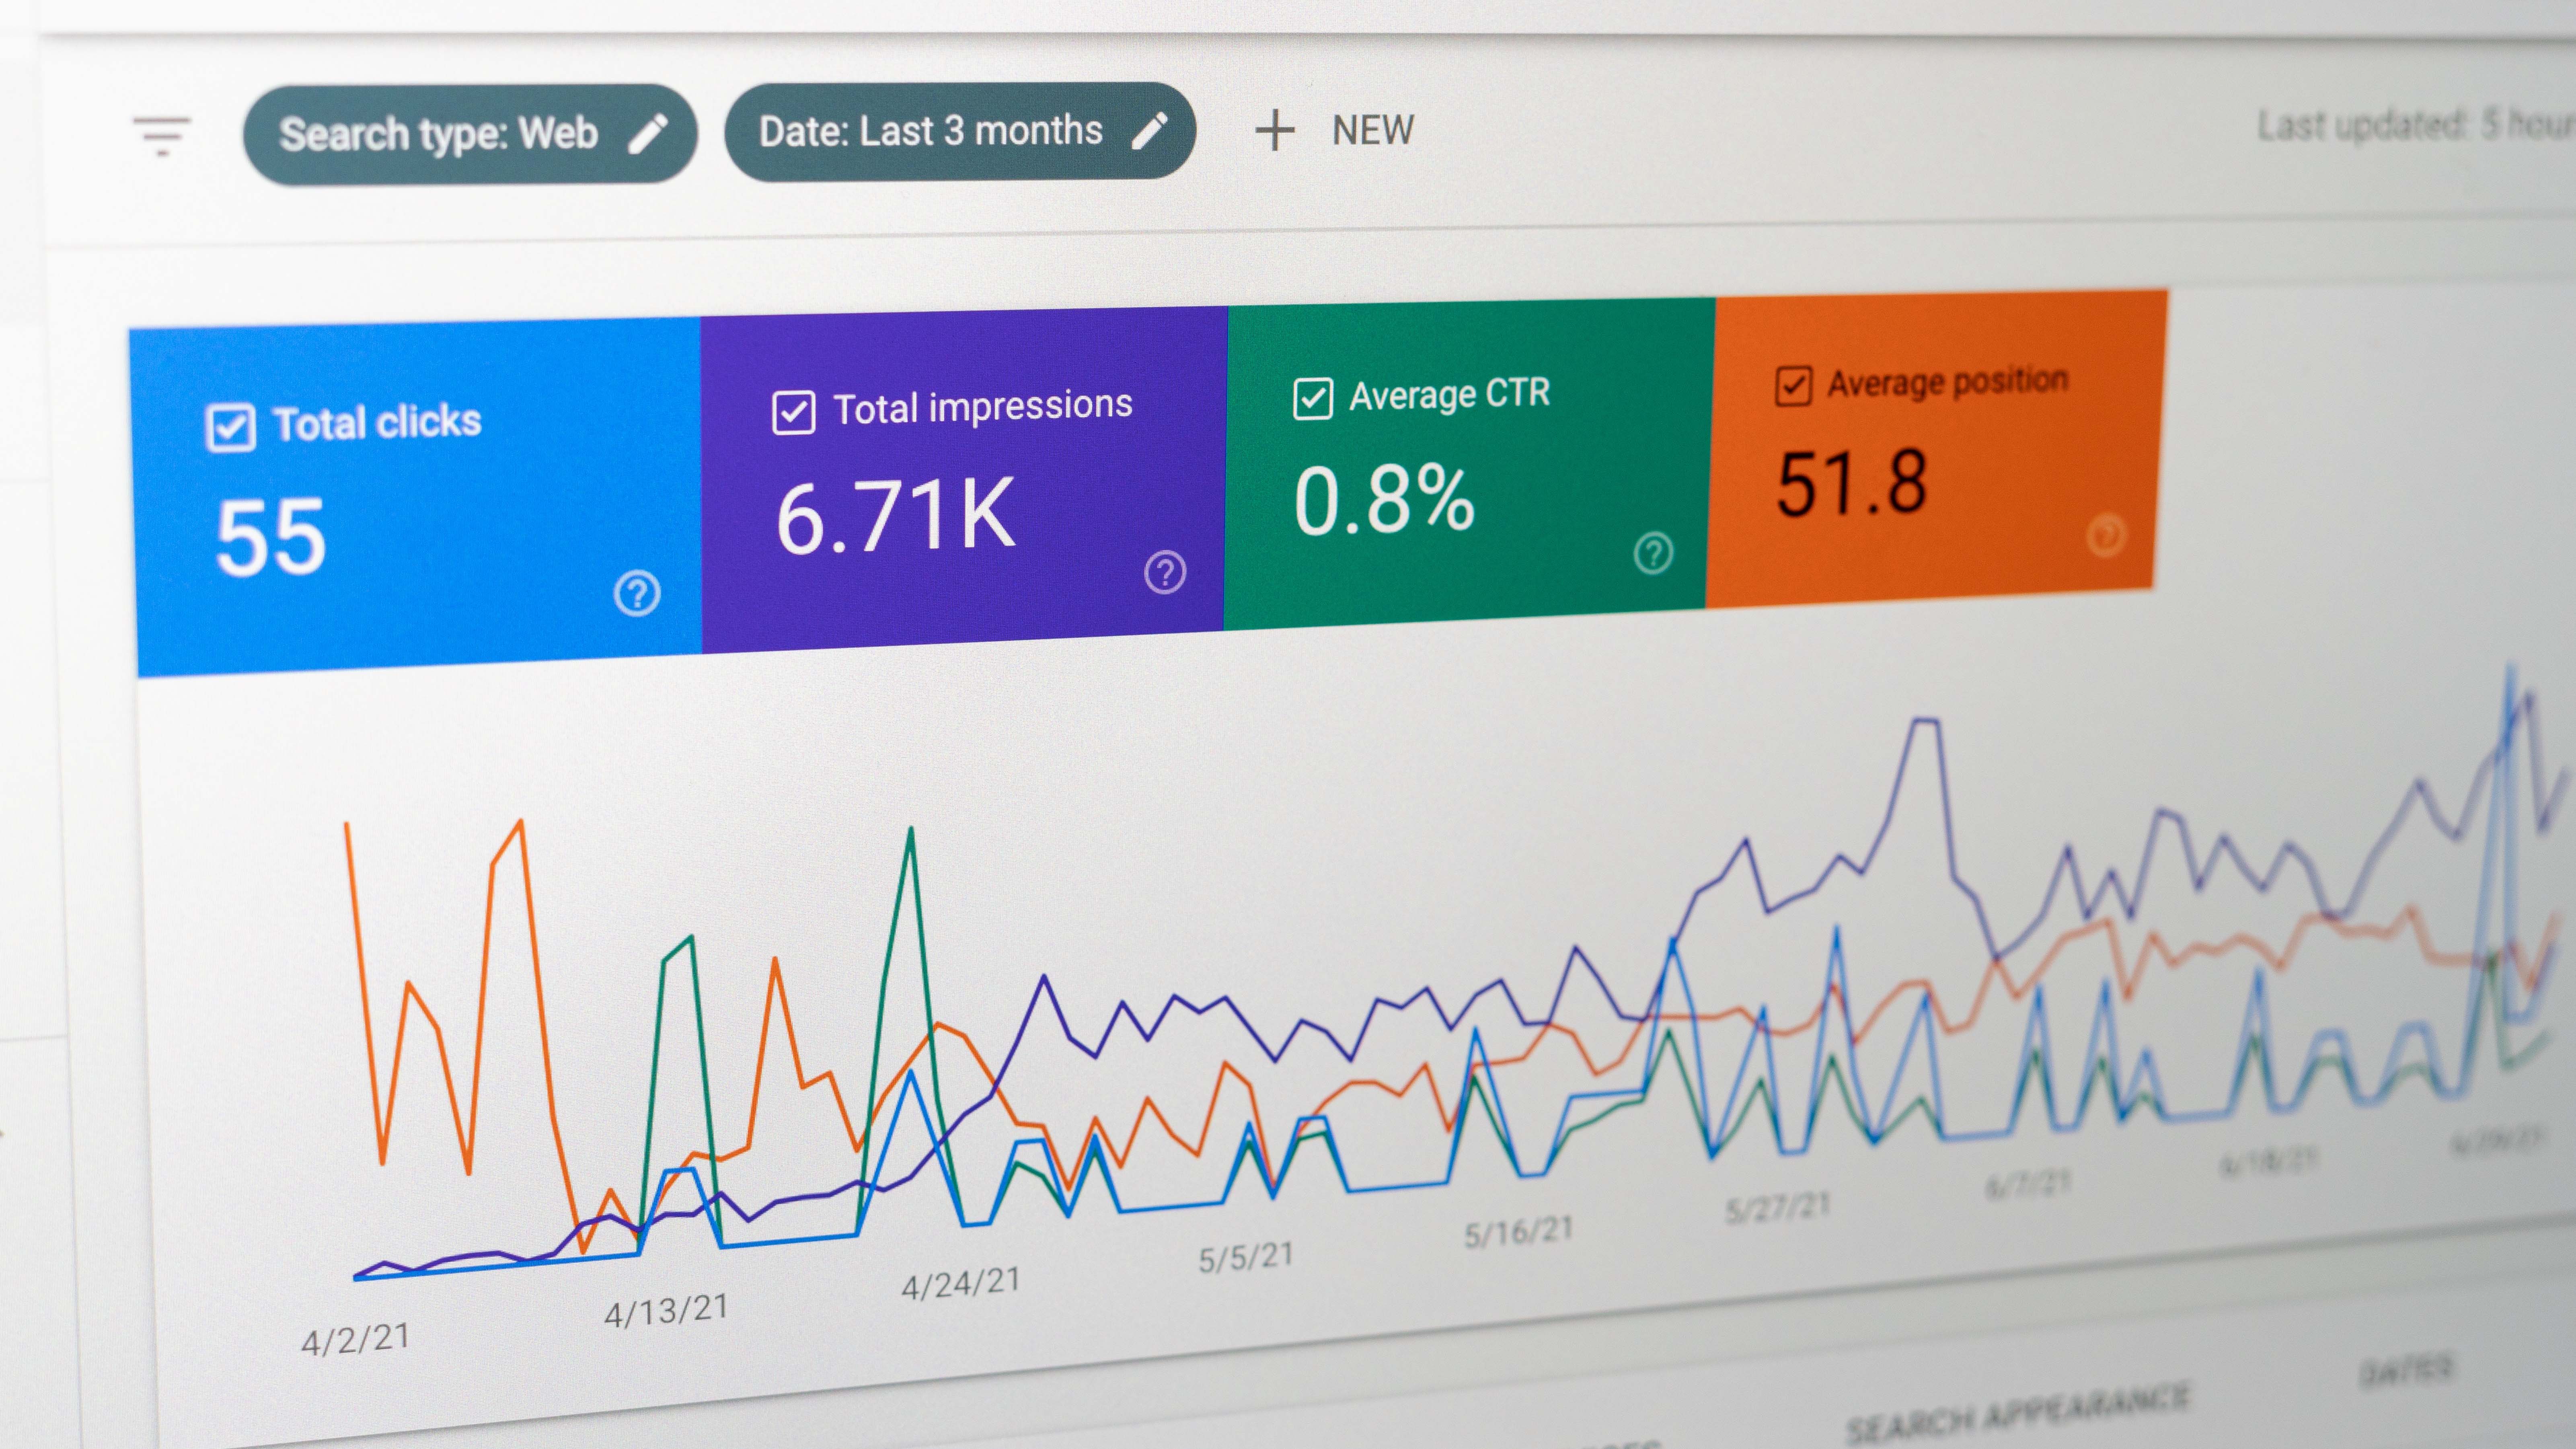 Search type: Web
Date: Last 3 months
+ NEW
Last updated: 5 hour
Total clicks
55
Total impressions
6.71K
Average CTR
0.8%
Average position
51.8
4/2/21
4/13/21
4/24/21
5/5/21
5/16/21
5/27/21
6/7/21
6/18/21
6/29/21
SEARCH APPEARANCE
DATES